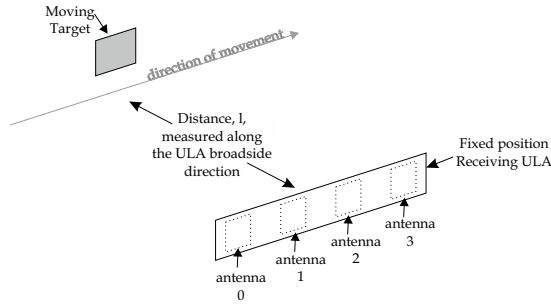 Moving
Target
direction of movement
Distance, l,
measured along
the ULA broadside
direction
Fixed position
Receiving ULA
antenna
3
antenna
2
antenna
1
antenna
0